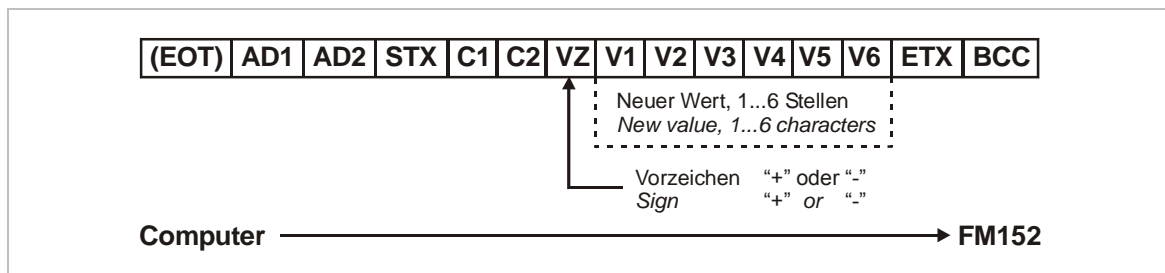 (EOT) AD1 AD2 STX C1 C2 VZ V1 V2 V3 V4 V5 V6 ETX BCC
Neuer Wert, 1...6 Stellen
New value, 1...6 characters
Vorzeichen “+” oder “-”
Sign “+” or “-”
Computer FM152